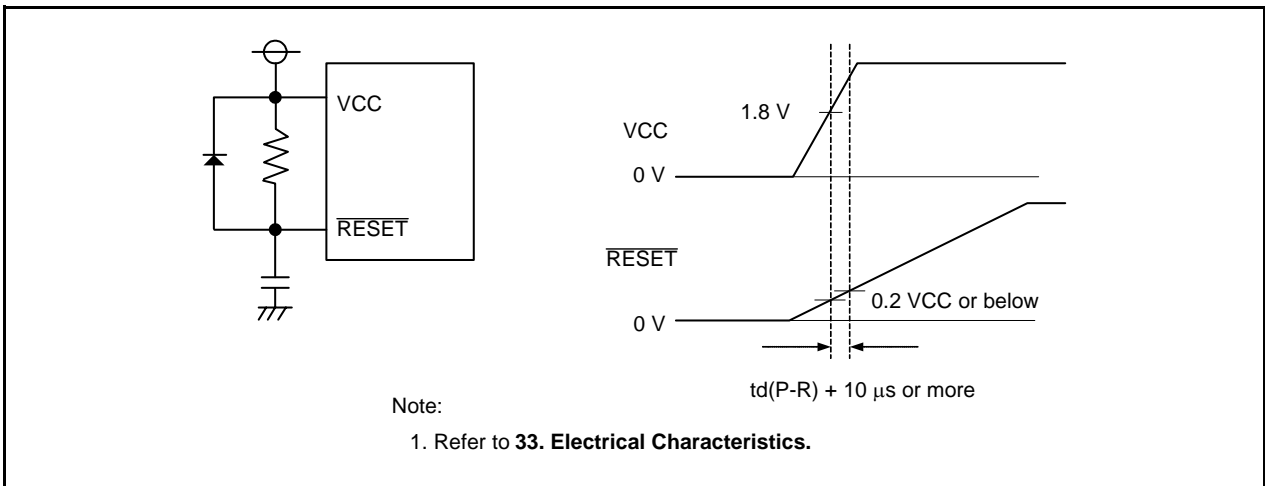 VCC
RESET
1.8 V
VCC
0 V
RESET
0.2 VCC or below
0 V
td(P-R) + 10 μs or more
Note:
1. Refer to 33. Electrical Characteristics.